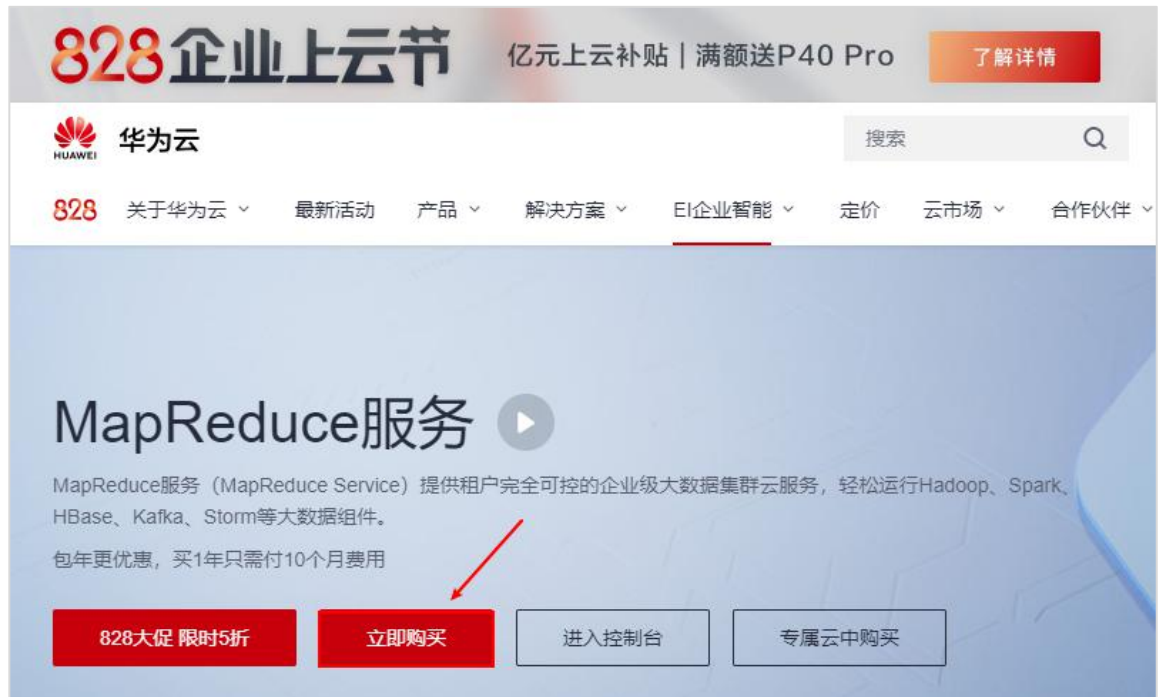 828企业上云节 亿元上云补贴 | 满额送P40 Pro 了解详情
HUAWEI 华为云 搜索
828 关于华为云 最新活动 产品 解决方案 EI企业智能 定价 云市场 合作伙伴
MapReduce服务
MapReduce服务（MapReduce Service）提供租户完全可控的企业级大数据集群云服务，轻松运行Hadoop、Spark、
HBase、Kafka、Storm等大数据组件。
包年更优惠，买1年只需付10个月费用
828大促 限时5折 立即购买 进入控制台 专属云中购买